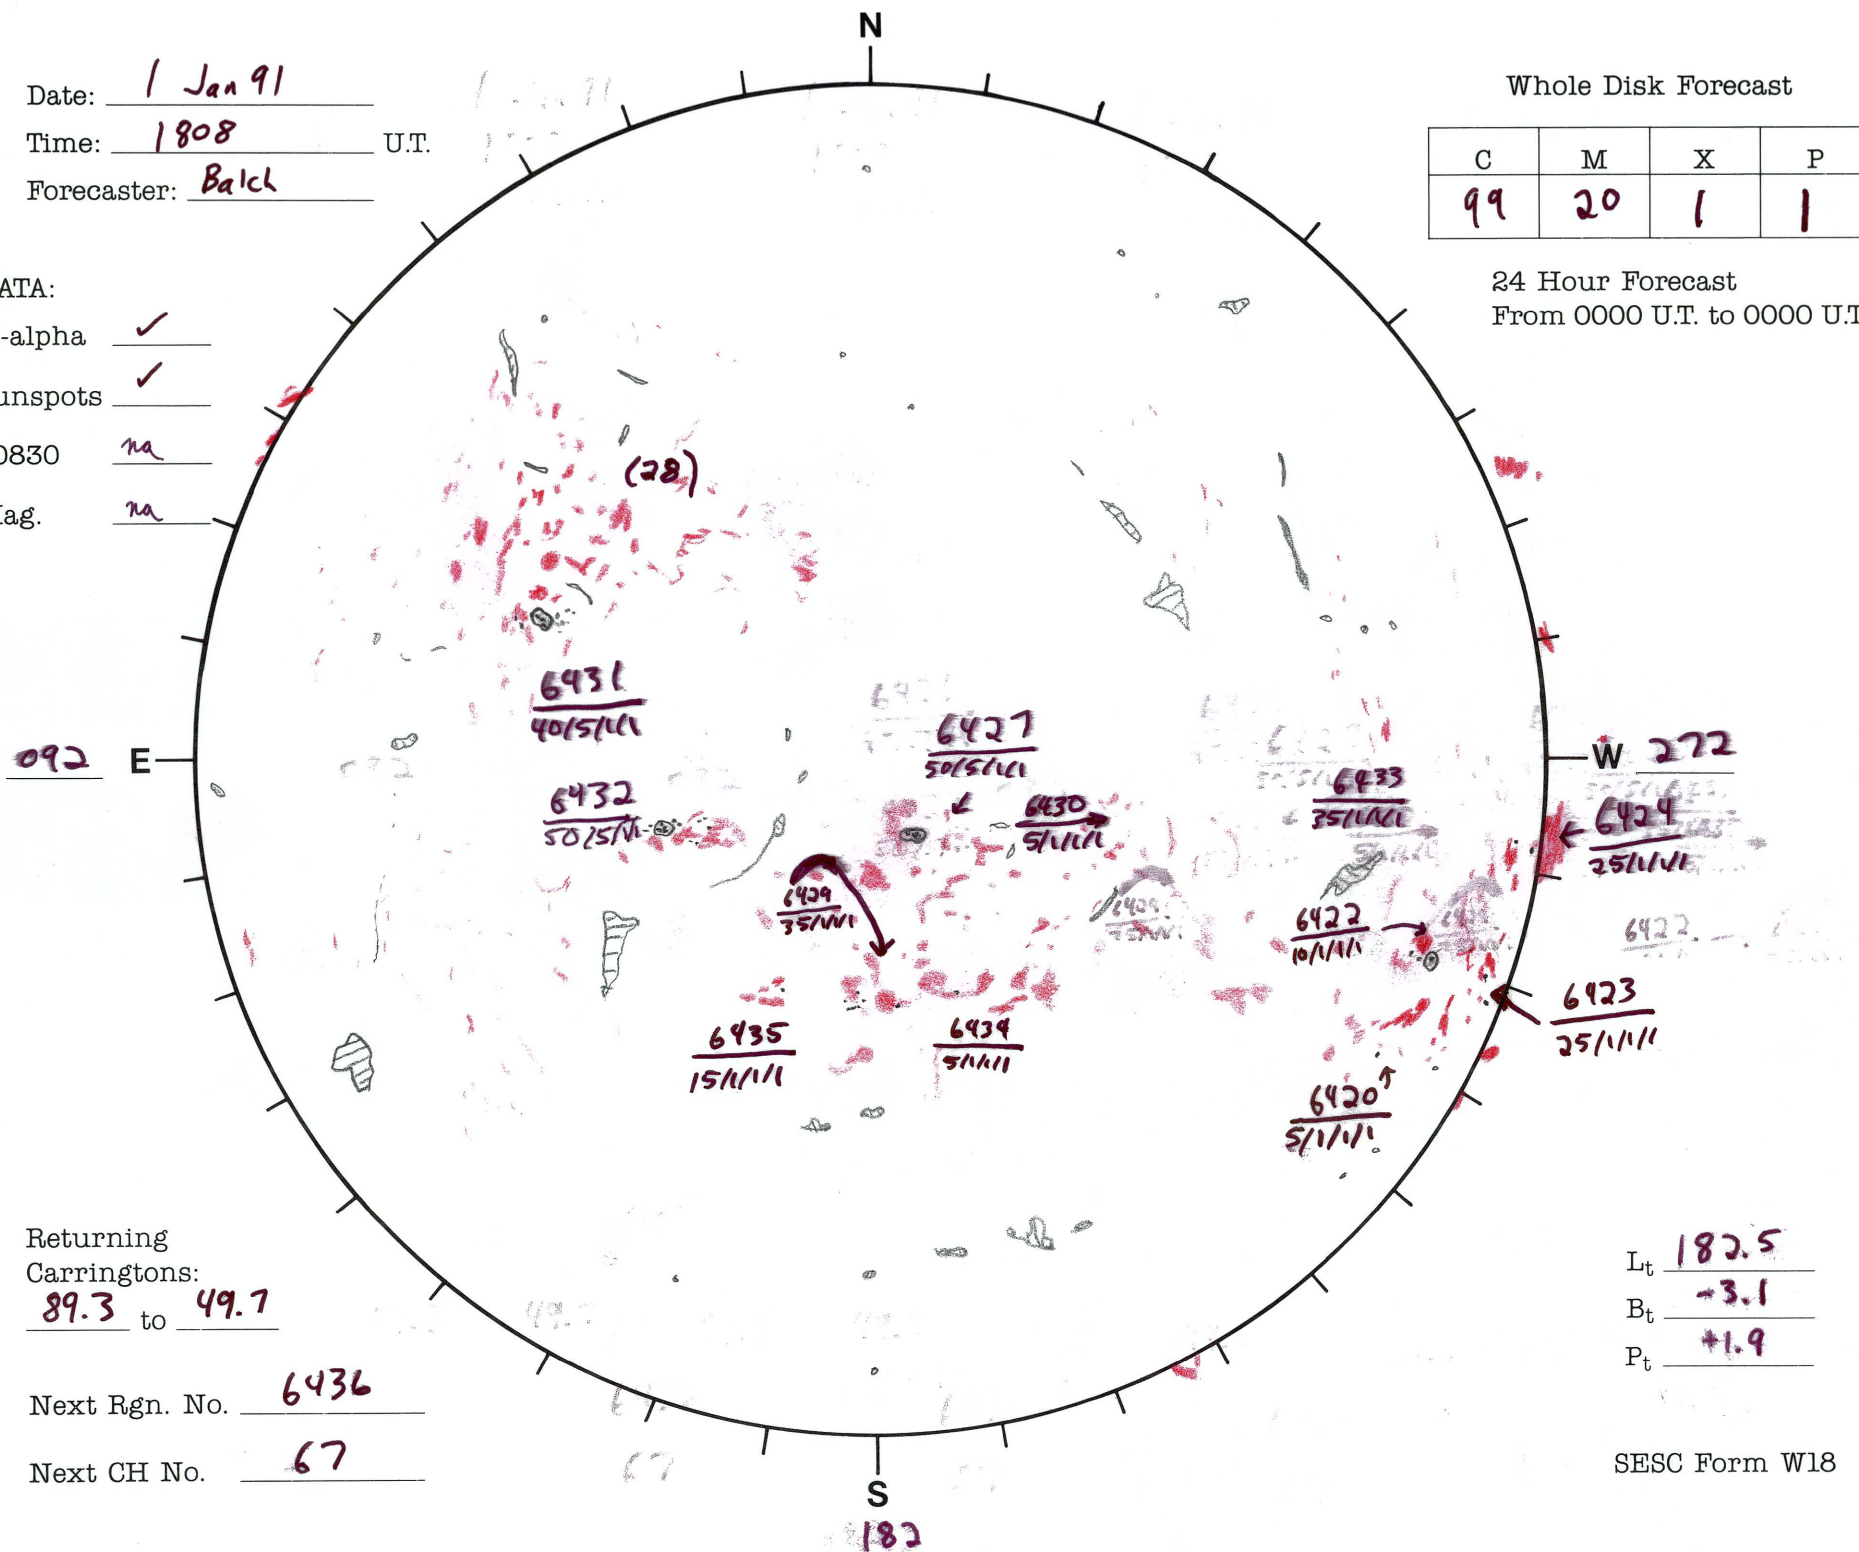 N
Date: 1 Jan 91
Time: 1808 U.T.
Forecaster: Balch
Whole Disk Forecast
C M X P
99 20 1 1
24 Hour Forecast
From 0000 U.T. to 0000 U.T
ATA:
-alpha ✓
unspots ✓
0830 na
ag. na
(28)
6431
40/5/1/1
6427
50/5/1/1
092 E
W 272
6432
50/5/1/1
6430
5/1/1/1
6433
35/1/1/1
6424
25/1/1/1
6429
35/1/1/1
6422
10/1/1/1
6423
25/1/1/1
6435
15/1/1/1
6434
5/1/1/1
6420
5/1/1/1
Returning
Carringtons:
89.3 to 49.7
Lt 182.5
Bt -3.1
Pt +1.9
Next Rgn. No. 6436
Next CH No. 67
SESC Form W18
S
182